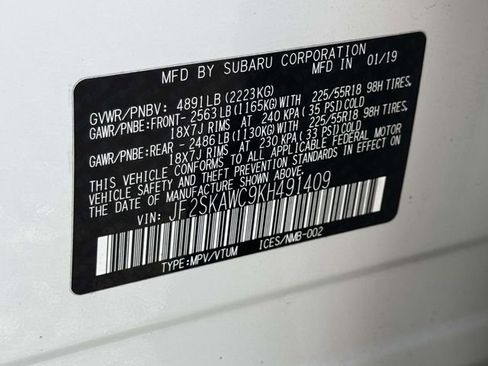 MFD BY SUBARU CORPORATION 01/19
GVWR/PNBV: 4891LB (2223KG)
GAWR/PNBE:FRONT- 2563LB(1165KG)WITH 225/55R18 98H TIRES,
18X7J RIMS AT 240 KPA( 35 PSI)COLD
GAWR/PNBE:REAR -2486LB(1130KG)WITH 225/55R18 98H TIRES,
18X7J RIMS AT 230 KPA( 33 PSI)COLD
THIS VEHICLE CONFORMS TO ALL APPLICABLE FEDERAL MOTOR
VEHICLE SAFETY AND THEFT PREVENTION STANDARDS IN EFFECT
ON THE DATE OF MANUFACTURE SHOWN ABOVE.
VIN: JF2SKAWC9KH491409
TYPE:MPV/VTUM ICES/NMB-002